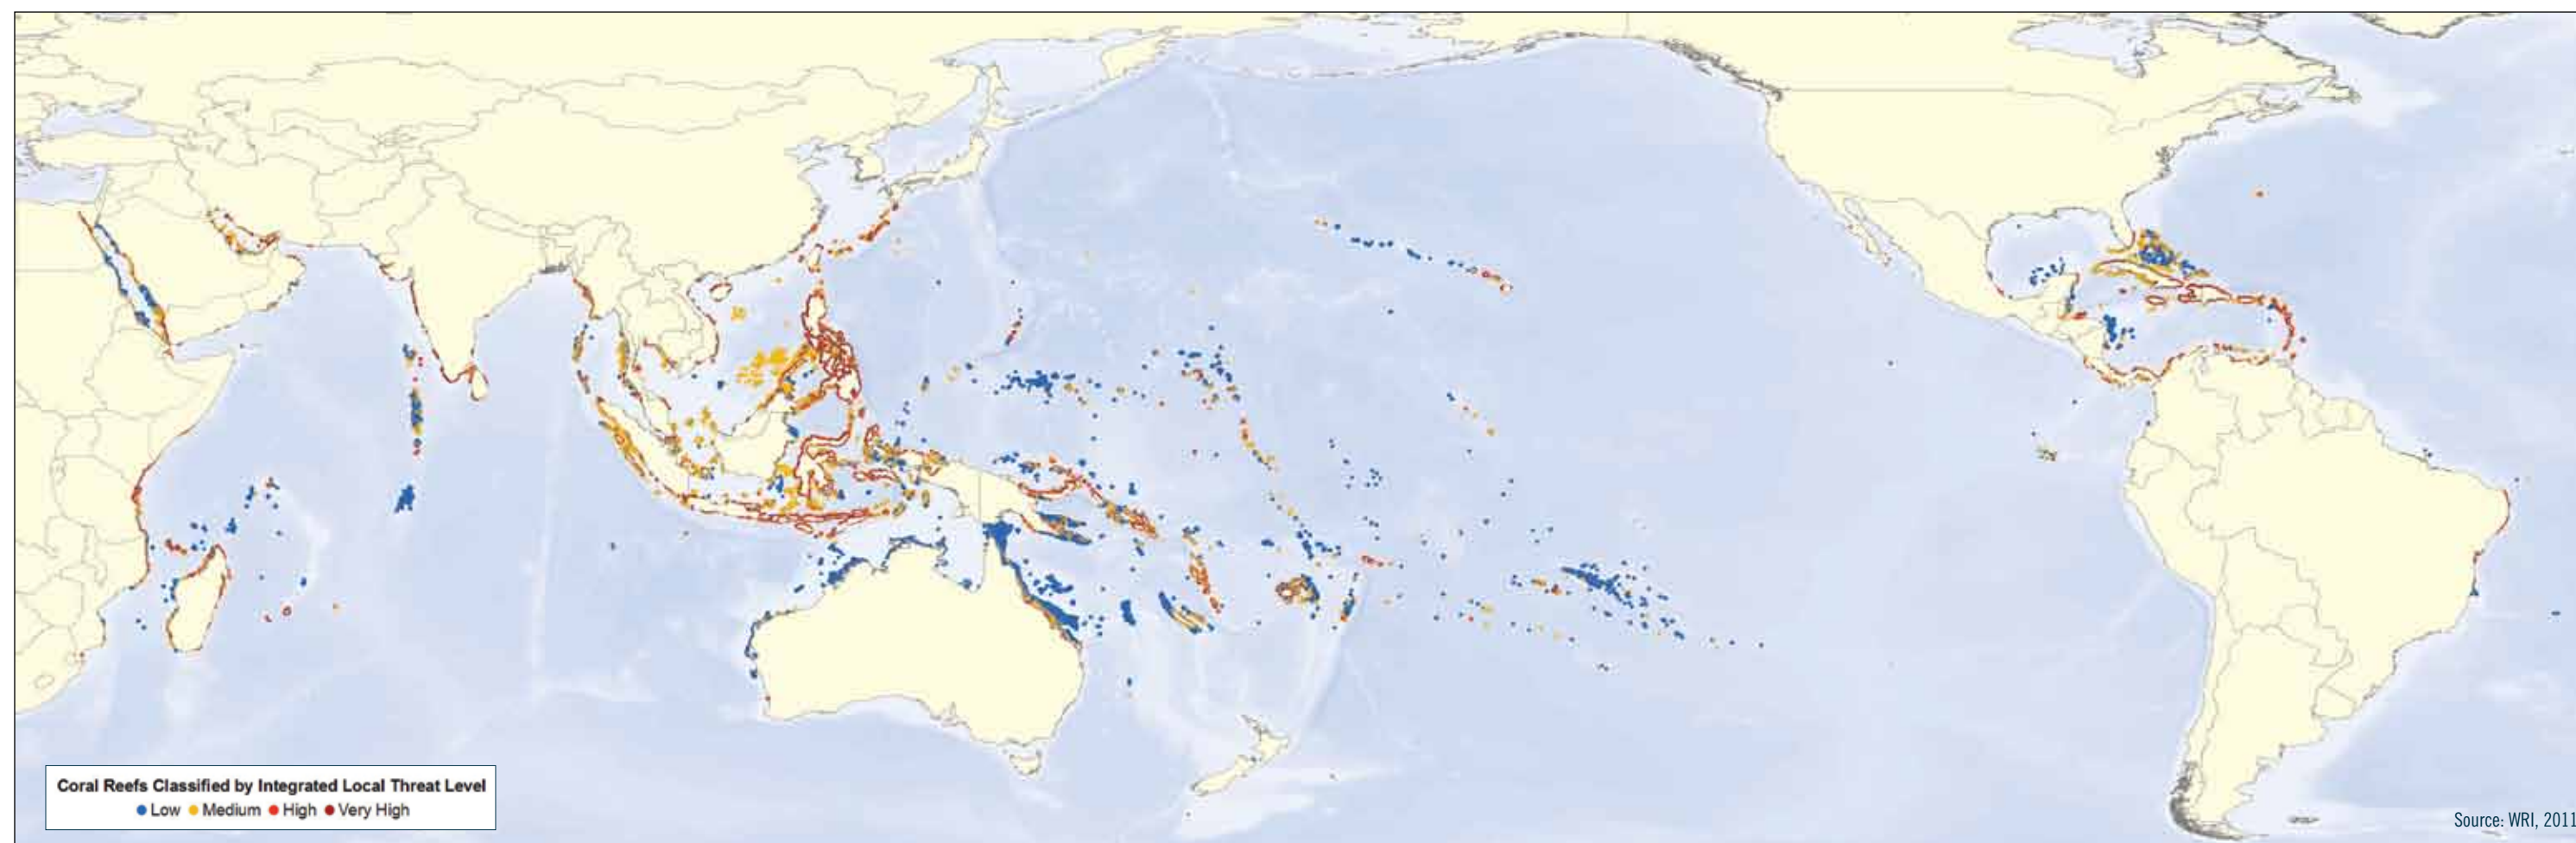 Coral Reefs Classified by Integrated Local Threat Level
Low Medium High Very High
Source: WRI, 2011